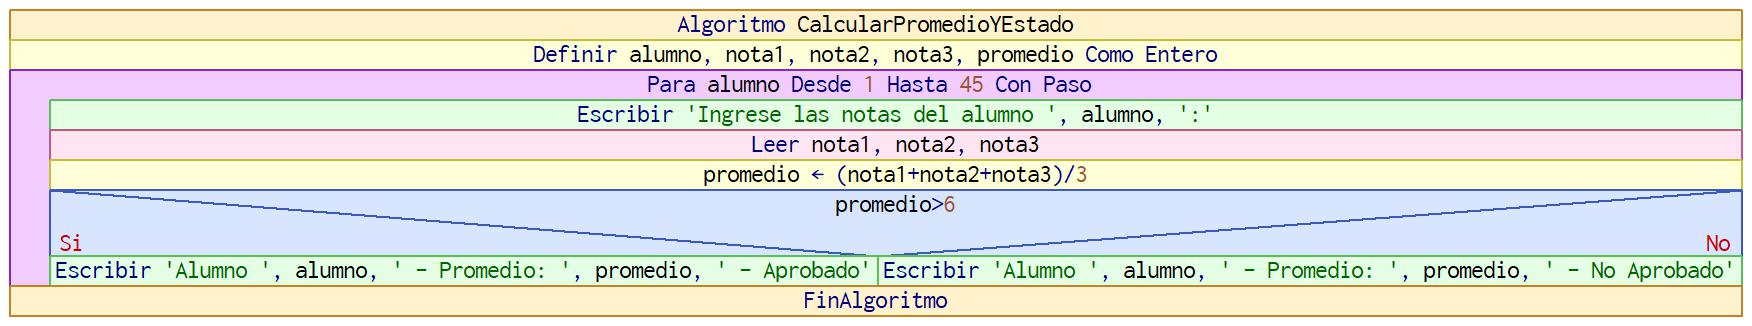 Algoritmo CalcularPromedioYEstado
Definir alumno, nota1, nota2, nota3, promedio Como Entero
Para alumno Desde 1 Hasta 45 Con Paso
Escribir 'Ingrese las notas del alumno ', alumno, ':'
Leer nota1, nota2, nota3
promedio ← (nota1+nota2+nota3)/3
promedio>6
Si No
Escribir 'Alumno ', alumno, ' - Promedio: ', promedio, ' - Aprobado' Escribir 'Alumno ', alumno, ' - Promedio: ', promedio, ' - No Aprobado'
FinAlgoritmo